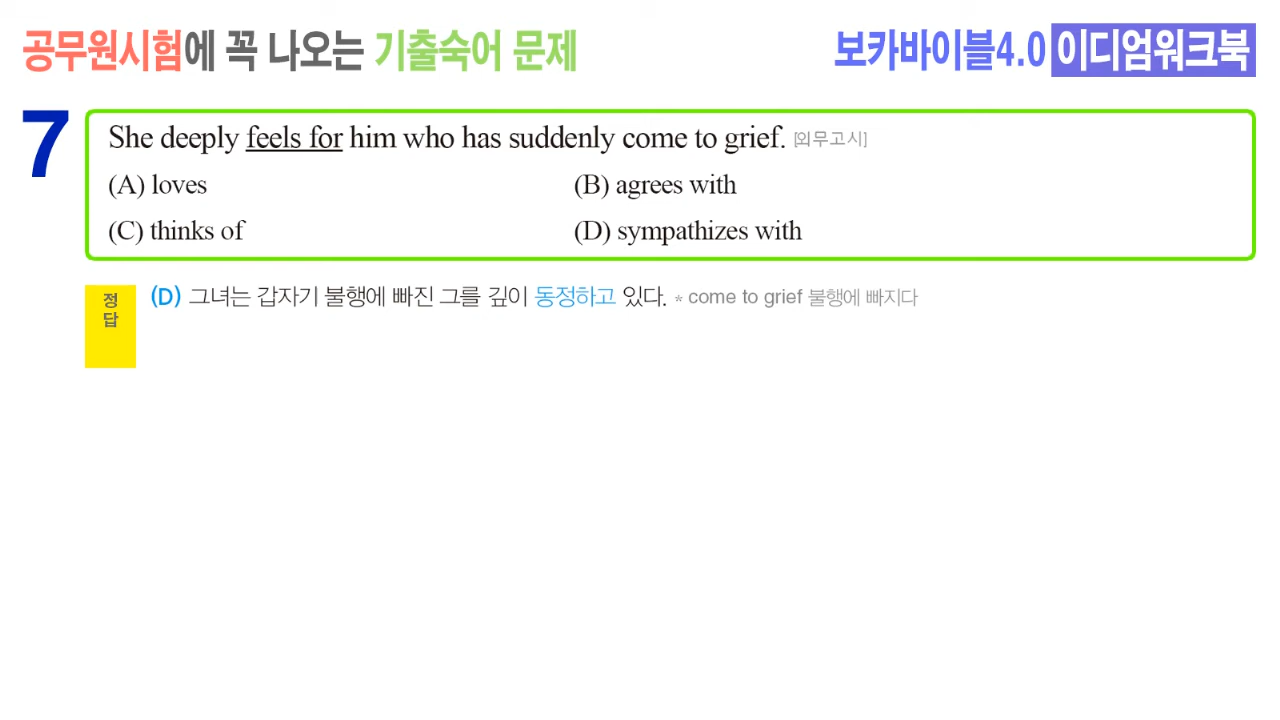 공무원시험에 꼭 나오는 기출숙어 문제
보카바이블4.0 이디엄워크북
7
She deeply feels for him who has suddenly come to grief. [외무고시]
(A) loves
(B) agrees with
(C) thinks of
(D) sympathizes with
정답
(D) 그녀는 갑자기 불행에 빠진 그를 깊이 동정하고 있다. * come to grief 불행에 빠지다